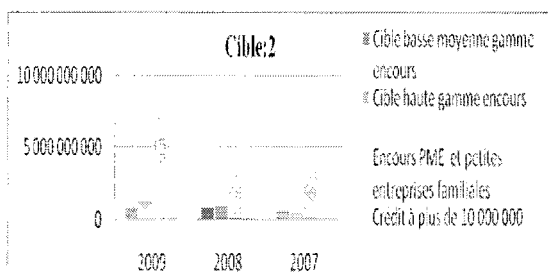 Cible:2
10 000 000 000
5 000 000 000
0
2009
2008
2007
Cible basse moyenne gamme
encours
Cible haute gamme encours
Encours PME et petites
entreprises familiales
Crédit à plus de 10 000 000